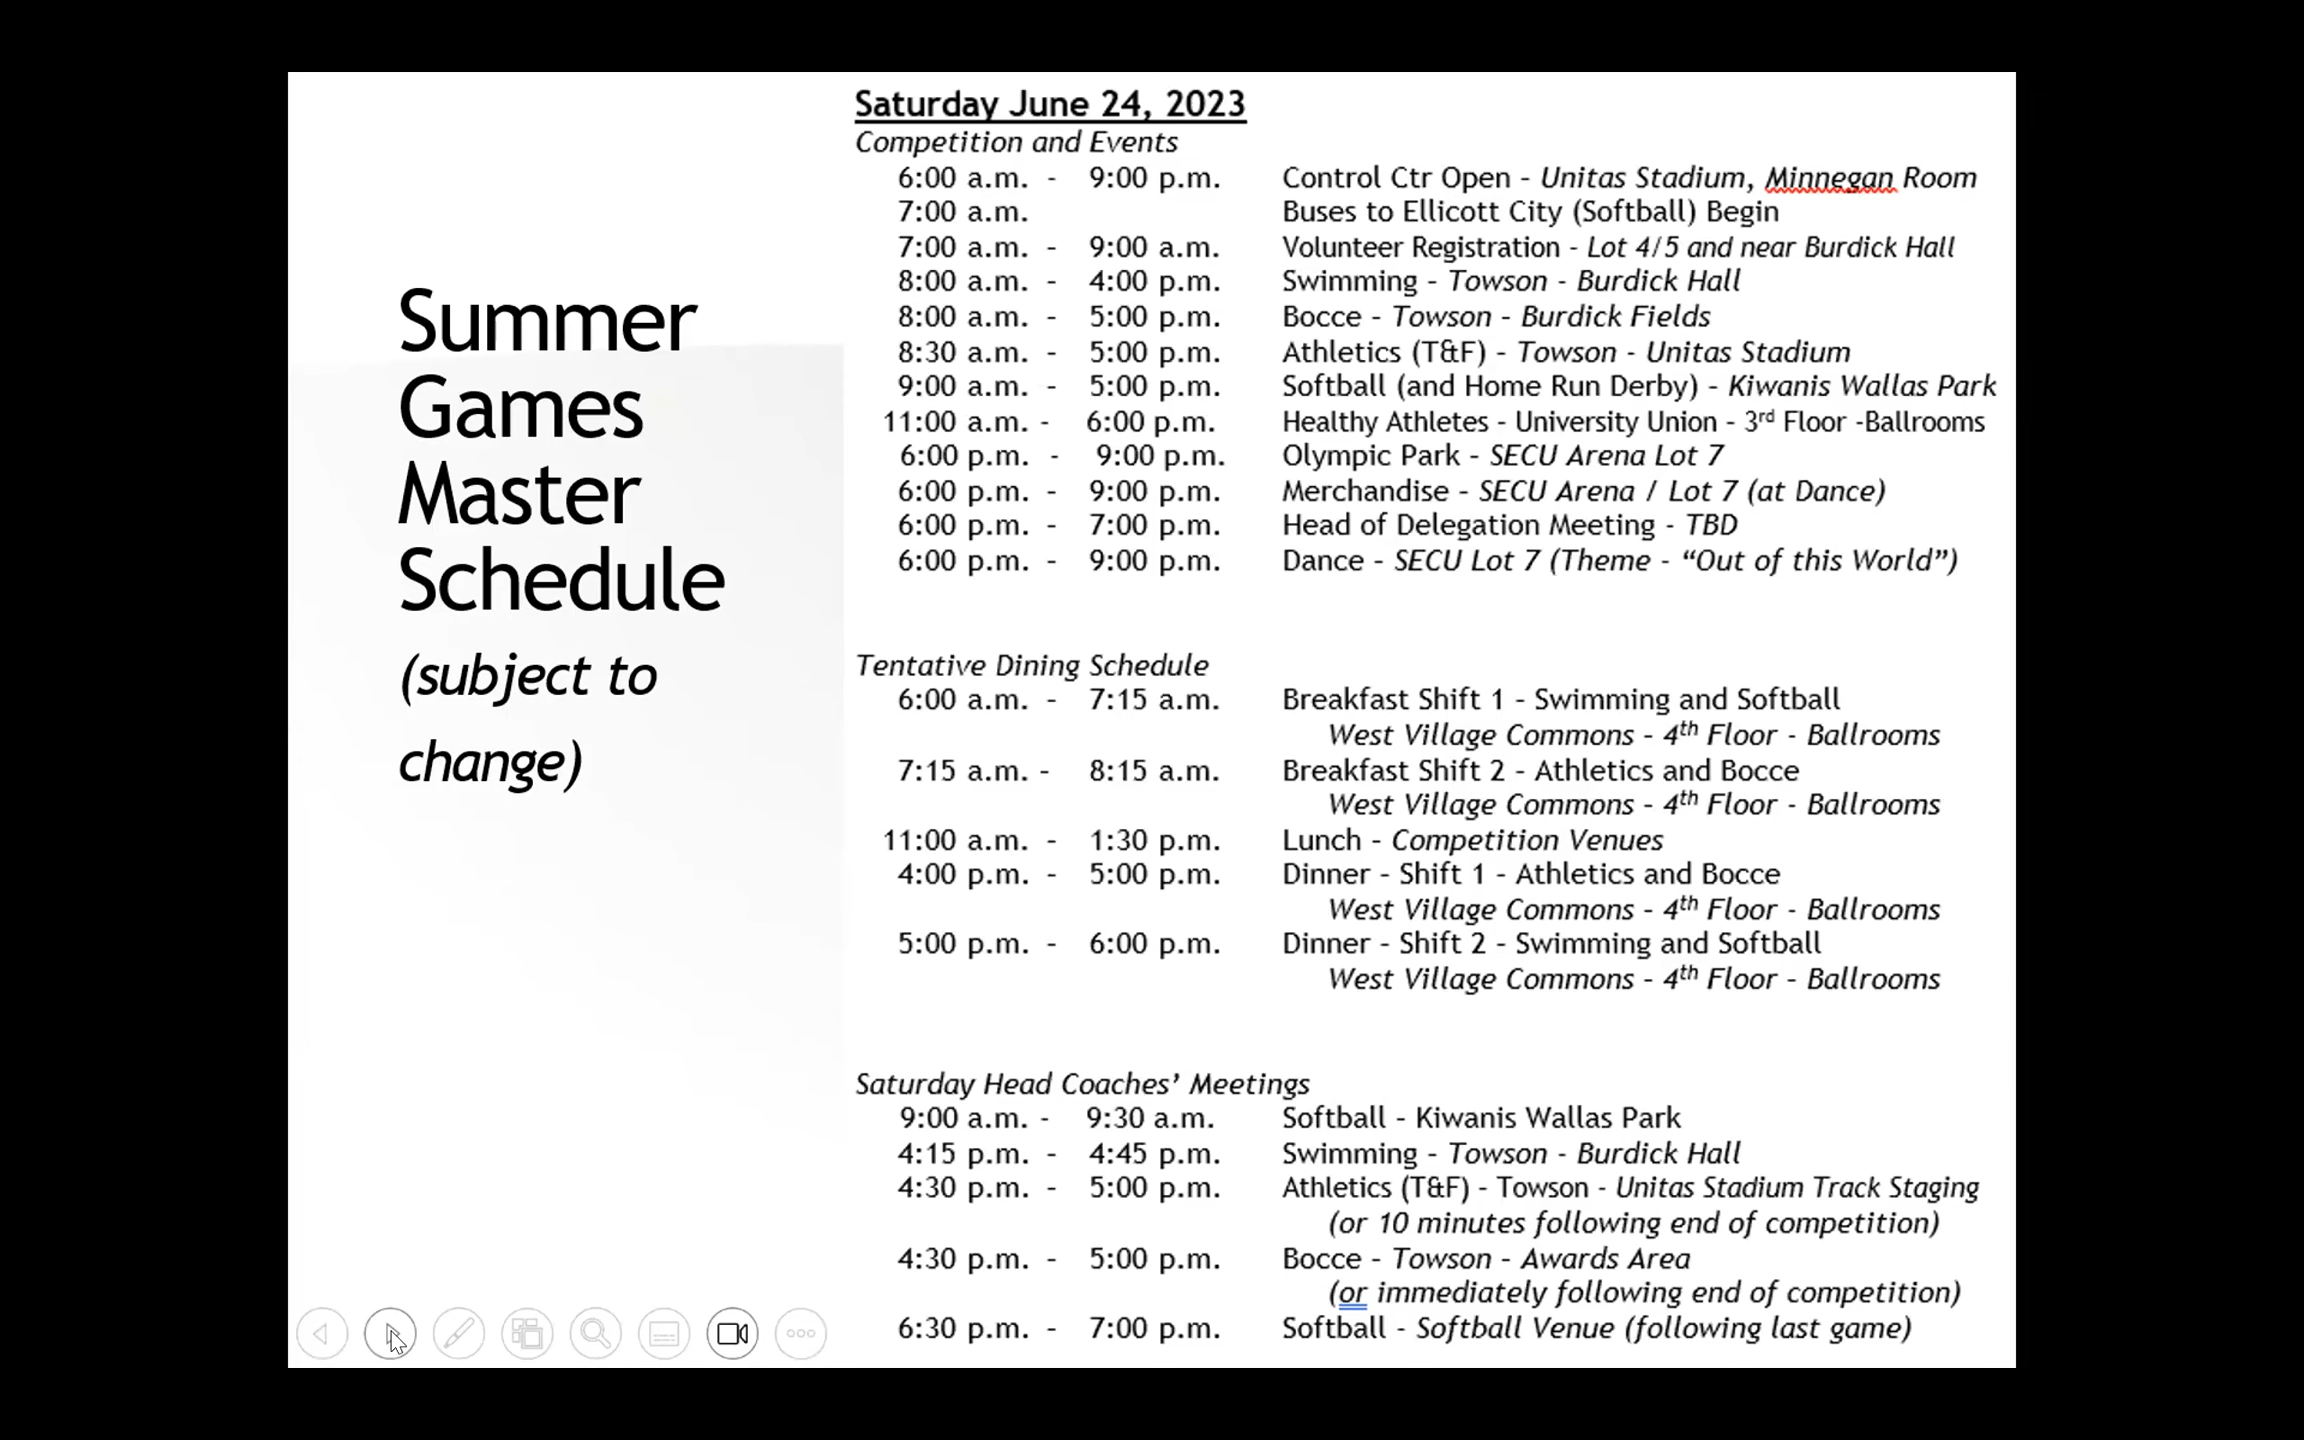 Summer
Games
Master
Schedule
(subject to
change)
Saturday June 24, 2023
Competition and Events
6:00 a.m. - 9:00 p.m. Control Ctr Open - Unitas Stadium, Minnegan Room
7:00 a.m. Buses to Ellicott City (Softball) Begin
7:00 a.m. - 9:00 a.m. Volunteer Registration - Lot 4/5 and near Burdick Hall
8:00 a.m. - 4:00 p.m. Swimming - Towson - Burdick Hall
8:00 a.m. - 5:00 p.m. Bocce - Towson - Burdick Fields
8:30 a.m. - 5:00 p.m. Athletics (T&F) - Towson - Unitas Stadium
9:00 a.m. - 5:00 p.m. Softball (and Home Run Derby) - Kiwanis Wallas Park
11:00 a.m. - 6:00 p.m. Healthy Athletes - University Union - 3rd Floor -Ballrooms
6:00 p.m. - 9:00 p.m. Olympic Park - SECU Arena Lot 7
6:00 p.m. - 9:00 p.m. Merchandise - SECU Arena / Lot 7 (at Dance)
6:00 p.m. - 7:00 p.m. Head of Delegation Meeting - TBD
6:00 p.m. - 9:00 p.m. Dance - SECU Lot 7 (Theme - “Out of this World”)
Tentative Dining Schedule
6:00 a.m. - 7:15 a.m. Breakfast Shift 1 - Swimming and Softball
West Village Commons - 4th Floor - Ballrooms
7:15 a.m. - 8:15 a.m. Breakfast Shift 2 - Athletics and Bocce
West Village Commons - 4th Floor - Ballrooms
11:00 a.m. - 1:30 p.m. Lunch - Competition Venues
4:00 p.m. - 5:00 p.m. Dinner - Shift 1 - Athletics and Bocce
West Village Commons - 4th Floor - Ballrooms
5:00 p.m. - 6:00 p.m. Dinner - Shift 2 - Swimming and Softball
West Village Commons - 4th Floor - Ballrooms
Saturday Head Coaches’ Meetings
9:00 a.m. - 9:30 a.m. Softball - Kiwanis Wallas Park
4:15 p.m. - 4:45 p.m. Swimming - Towson - Burdick Hall
4:30 p.m. - 5:00 p.m. Athletics (T&F) - Towson - Unitas Stadium Track Staging
(or 10 minutes following end of competition)
4:30 p.m. - 5:00 p.m. Bocce - Towson - Awards Area
(or immediately following end of competition)
6:30 p.m. - 7:00 p.m. Softball - Softball Venue (following last game)